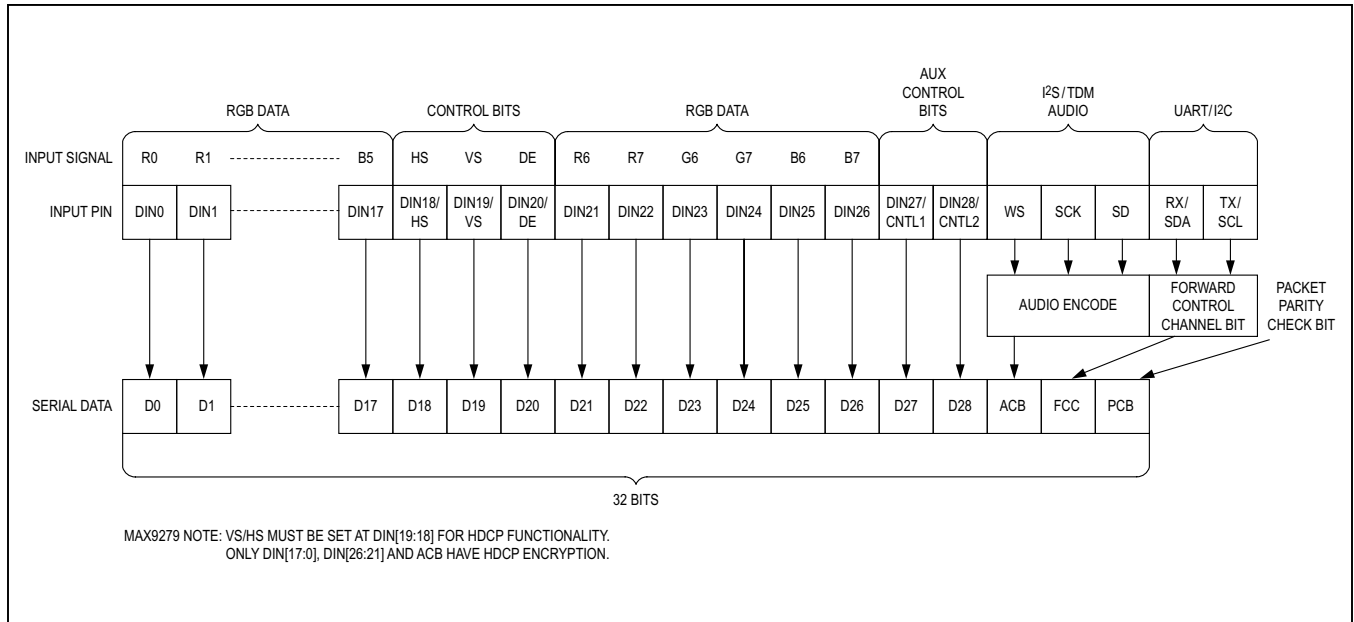 RGB DATA CONTROL BITS RGB DATA AUX CONTROL BITS I²S/TDM AUDIO UART/I²C
INPUT SIGNAL R0 R1 B5 HS VS DE R6 R7 G6 G7 B6 B7
INPUT PIN DIN0 DIN1 DIN17 DIN18/HS DIN19/VS DIN20/DE DIN21 DIN22 DIN23 DIN24 DIN25 DIN26 DIN27/CNTL1 DIN28/CNTL2 WS SCK SD RX/SDA TX/SCL
AUDIO ENCODE FORWARD CONTROL CHANNEL BIT PACKET PARITY CHECK BIT
SERIAL DATA D0 D1 D17 D18 D19 D20 D21 D22 D23 D24 D25 D26 D27 D28 ACB FCC PCB
32 BITS
MAX9279 NOTE: VS/HS MUST BE SET AT DIN[19:18] FOR HDCP FUNCTIONALITY.
ONLY DIN[17:0], DIN[26:21] AND ACB HAVE HDCP ENCRYPTION.